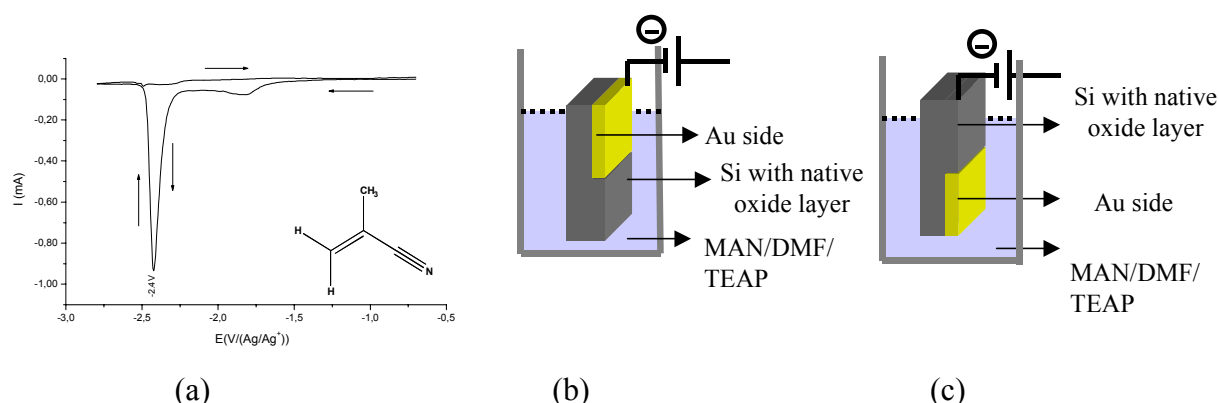 0,00
-0,20
-0,40
-0,60
-0,80
-1,00
I (mA)
-3,0 -2,5 -2,0 -1,5 -1,0 -0,5
E(V/(Ag/Ag⁺))
-2.4V
CH₃
H
H
N
(a)
Au side
Si with native
oxide layer
MAN/DMF/
TEAP
(b)
Si with native
oxide layer
Au side
MAN/DMF/
TEAP
(c)